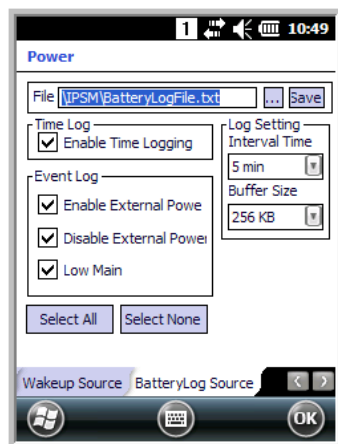 1 10:49
Power
File \IPSM\BatteryLogFile.txt ... Save
Time Log
Enable Time Logging
Log Setting
Interval Time
5 min
Buffer Size
256 KB
Event Log
Enable External Powe
Disable External Power
Low Main
Select All Select None
Wakeup Source BatteryLog Source
OK